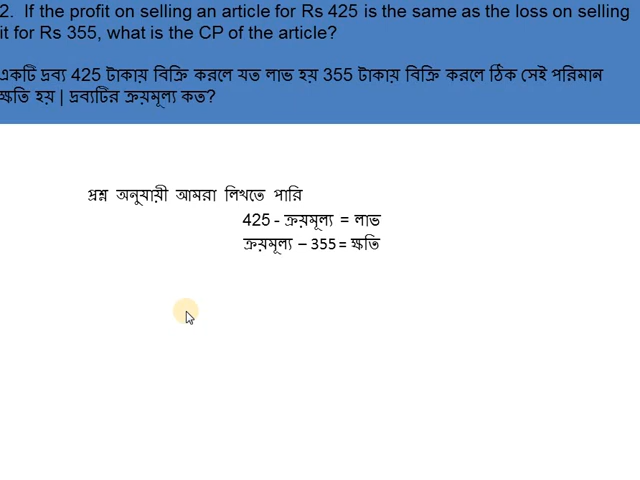 2. If the profit on selling an article for Rs 425 is the same as the loss on selling
it for Rs 355, what is the CP of the article?
একটি দ্রব্য 425 টাকায় বিক্রি করলে যত লাভ হয় 355 টাকায় বিক্রি করলে ঠিক সেই পরিমান
ক্ষতি হয় | দ্রব্যটির ক্রয়মূল্য কত?
প্রশ্ন অনুযায়ী আমরা লিখতে পারি
425 - ক্রয়মূল্য = লাভ
ক্রয়মূল্য – 355 = ক্ষতি